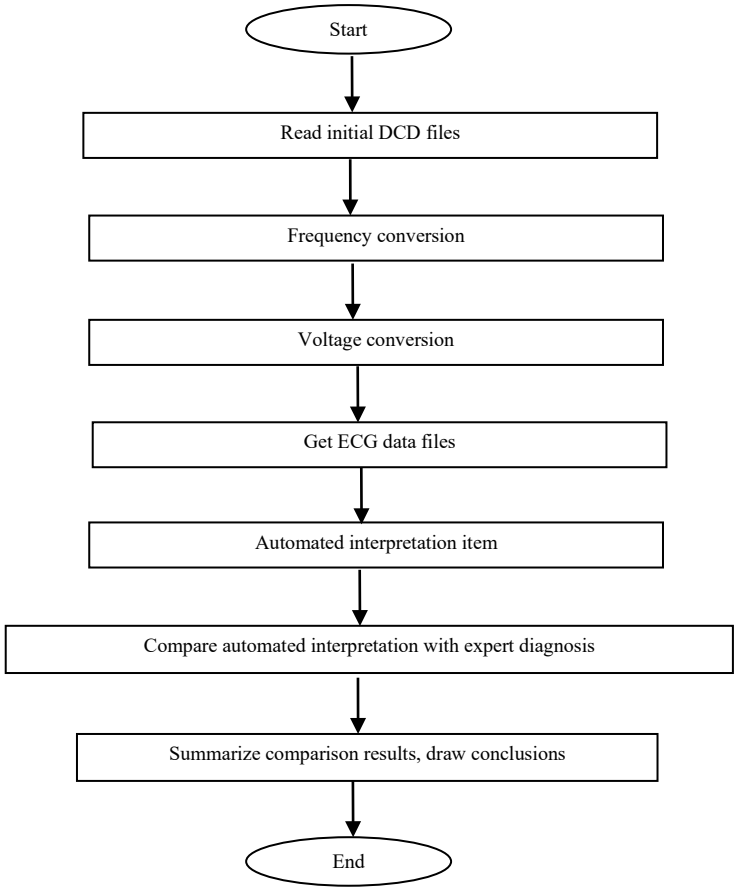 Start
Read initial DCD files
Frequency conversion
Voltage conversion
Get ECG data files
Automated interpretation item
Compare automated interpretation with expert diagnosis
Summarize comparison results, draw conclusions
End